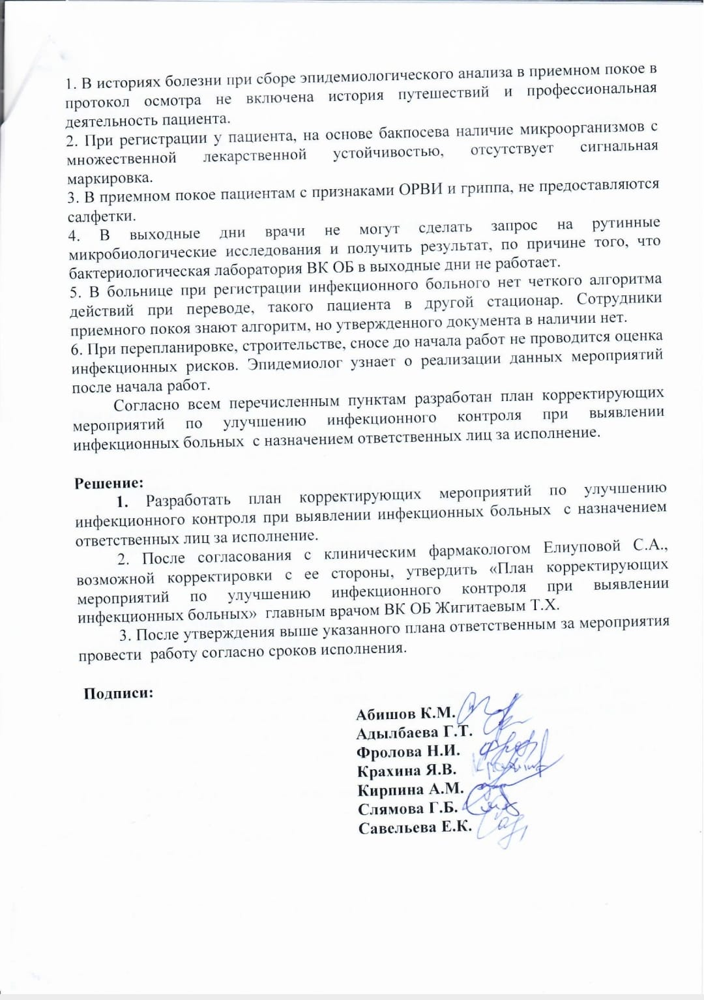 1. В историях болезни при сборе эпидемиологического анализа в приемном покое в
протокол осмотра не включена история путешествий и профессиональная
деятельность пациента.
2. При регистрации у пациента, на основе бакпосева наличие микроорганизмов с
множественной лекарственной устойчивостью, отсутствует сигнальная
маркировка.
3. В приемном покое пациентам с признаками ОРВИ и гриппа, не предоставляются
салфетки.
4. В выходные дни врачи не могут сделать запрос на рутинные
микробиологические исследования и получить результат, по причине того, что
бактериологическая лаборатория ВК ОБ в выходные дни не работает.
5. В больнице при регистрации инфекционного больного нет четкого алгоритма
действий при переводе, такого пациента в другой стационар. Сотрудники
приемного покоя знают алгоритм, но утвержденного документа в наличии нет.
6. При перепланировке, строительстве, сносе до начала работ не проводится оценка
инфекционных рисков. Эпидемиолог узнает о реализации данных мероприятий
после начала работ.
Согласно всем перечисленным пунктам разработан план корректирующих
мероприятий по улучшению инфекционного контроля при выявлении
инфекционных больных с назначением ответственных лиц за исполнение.
Решение:
1. Разработать план корректирующих мероприятий по улучшению
инфекционного контроля при выявлении инфекционных больных с назначением
ответственных лиц за исполнение.
2. После согласования с клиническим фармакологом Елиуповой С.А.,
возможной корректировки с ее стороны, утвердить «План корректирующих
мероприятий по улучшению инфекционного контроля при выявлении
инфекционных больных» главным врачом ВК ОБ Жигитаевым Т.Х.
3. После утверждения выше указанного плана ответственным за мероприятия
провести работу согласно сроков исполнения.
Подписи:
Абишов К.М.
Адылбаева Г.Т.
Фролова Н.И.
Крахина Я.В.
Кирпина А.М.
Слямова Г.Б.
Савельева Е.К.